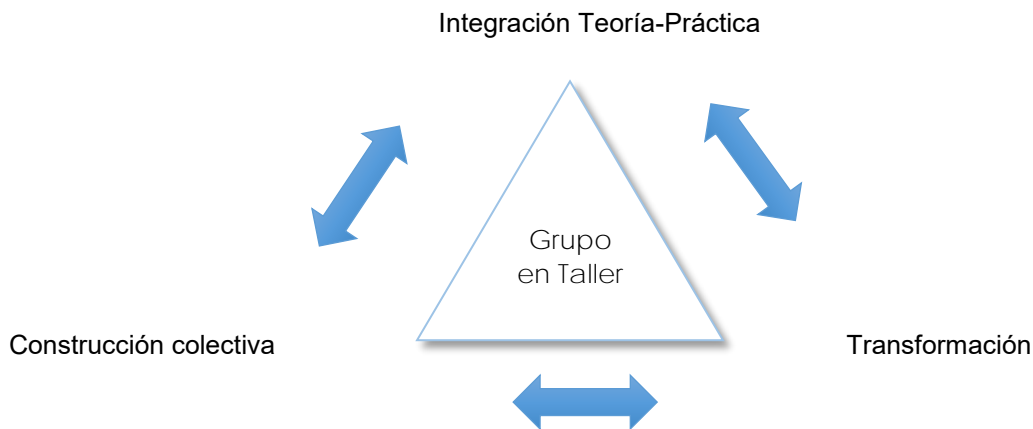 Integración Teoría-Práctica
Grupo
en Taller
Construcción colectiva
Transformación